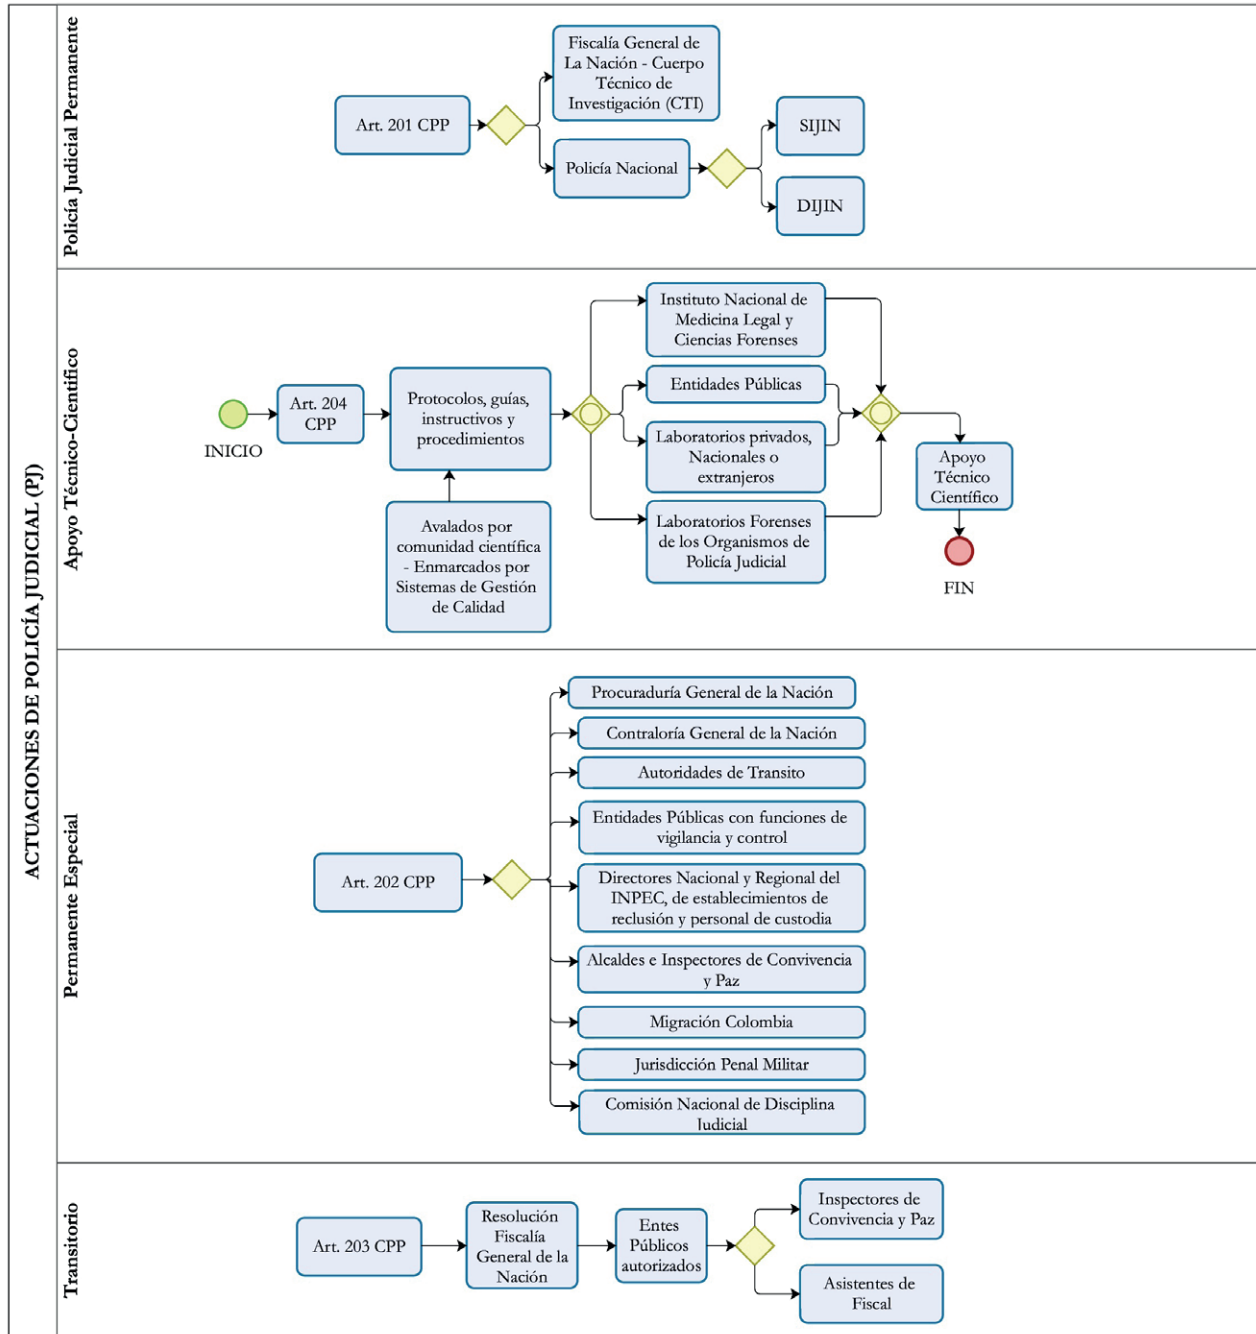 ACTUACIONES DE POLICÍA JUDICIAL (PJ)
Policía Judicial Permanente
Art. 201 CPP
Fiscalía General de
La Nación - Cuerpo
Técnico de
Investigación (CTI)
Policía Nacional
SIJIN
DIJIN
Apoyo Técnico-Científico
INICIO
Art. 204
CPP
Protocolos, guías,
instructivos y
procedimientos
Avalados por
comunidad científica
- Enmarcados por
Sistemas de Gestión
de Calidad
Instituto Nacional de
Medicina Legal y
Ciencias Forenses
Entidades Públicas
Laboratorios privados,
Nacionales o
extranjeros
Laboratorios Forenses
de los Organismos de
Policía Judicial
Apoyo
Técnico
Científico
FIN
Permanente Especial
Art. 202 CPP
Procuraduría General de la Nación
Contraloría General de la Nación
Autoridades de Transito
Entidades Públicas con funciones de
vigilancia y control
Directores Nacional y Regional del
INPEC, de establecimientos de
reclusión y personal de custodia
Alcaldes e Inspectores de Convivencia
y Paz
Migración Colombia
Jurisdicción Penal Militar
Comisión Nacional de Disciplina
Judicial
Transitorio
Art. 203 CPP
Resolución
Fiscalía
General de la
Nación
Entes
Públicos
autorizados
Inspectores de
Convivencia y Paz
Asistentes de
Fiscal